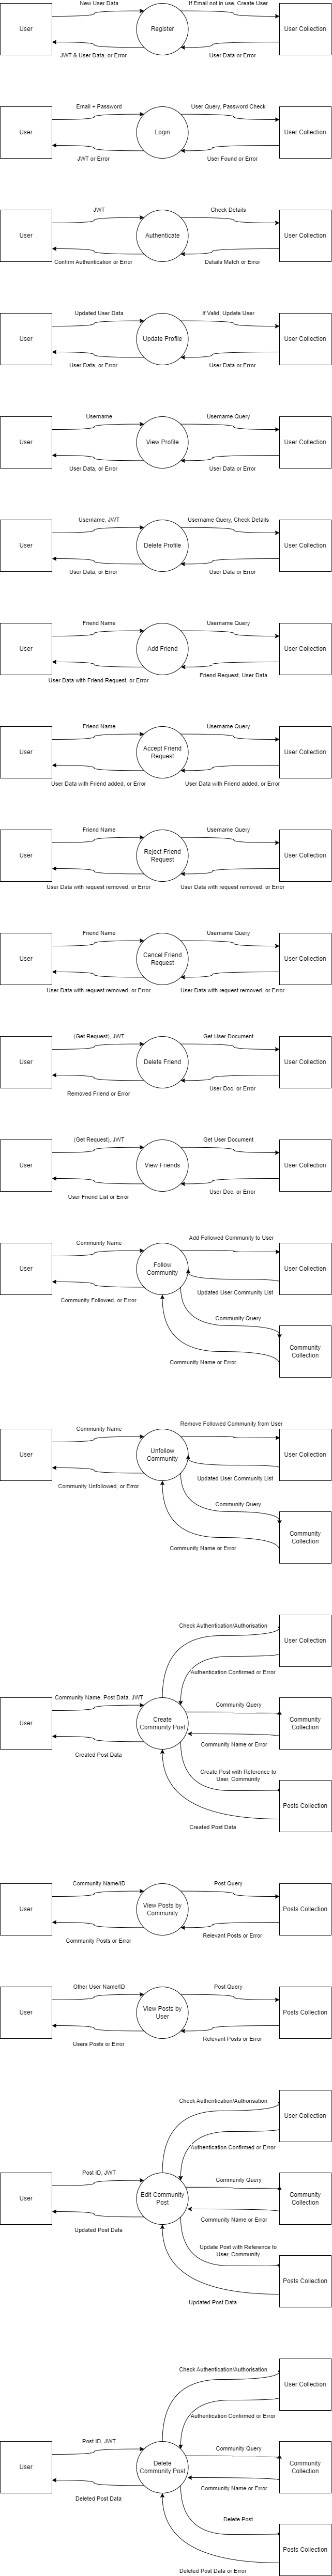 New User Data
If Email not in use, Create User
User
Register
User Collection
JWT & User Data, or Error
User Data or Error
Email + Password
User Query, Password Check
User
Login
User Collection
JWT or Error
User Found or Error
JWT
Check Details
User
Authenticate
User Collection
Confirm Authentication or Error
Details Match or Error
Updated User Data
If Valid, Update User
User
Update Profile
User Collection
User Data, or Error
User Data or Error
Username
Username Query
User
View Profile
User Collection
User Data, or Error
User Data or Error
Username, JWT
Username Query, Check Details
User
Delete Profile
User Collection
User Data, or Error
User Data or Error
Friend Name
Username Query
User
Add Friend
User Collection
User Data with Friend Request, or Error
Friend Request, User Data
Friend Name
Username Query
User
Accept Friend
Request
User Collection
User Data with Friend added, or Error
User Data with Friend added, or Error
Friend Name
Username Query
User
Reject Friend
Request
User Collection
User Data with request removed, or Error
User Data with request removed, or Error
Friend Name
Username Query
User
Cancel Friend
Request
User Collection
User Data with request removed, or Error
User Data with request removed, or Error
(Get Request), JWT
Get User Document
User
Delete Friend
User Collection
Removed Friend or Error
User Doc. or Error
(Get Request), JWT
Get User Document
User
View Friends
User Collection
User Friend List or Error
User Doc. or Error
Community Name
Add Followed Community to User
User
Follow
Community
User Collection
Community Followed, or Error
Updated User Community List
Community Query
Community
Collection
Community Name or Error
Community Name
Remove Followed Community from User
User
Unfollow
Community
User Collection
Community Unfollowed, or Error
Updated User Community List
Community Query
Community
Collection
Community Name or Error
Check Authentication/Authorisation
User Collection
Authentication Confirmed or Error
Community Name, Post Data, JWT
Community Query
User
Create
Community Post
Community
Collection
Community Name or Error
Created Post Data
Create Post with Reference to
User, Community
Posts Collection
Created Post Data
Community Name/ID
Post Query
User
View Posts by
Community
Posts Collection
Community Posts or Error
Relevant Posts or Error
Other User Name/ID
Post Query
User
View Posts by
User
Posts Collection
Users Posts or Error
Relevant Posts or Error
Check Authentication/Authorisation
User Collection
Authentication Confirmed or Error
Post ID, JWT
Community Query
User
Edit Community
Post
Community
Collection
Community Name or Error
Updated Post Data
Update Post with Reference to
User, Community
Posts Collection
Updated Post Data
Check Authentication/Authorisation
User Collection
Authentication Confirmed or Error
Post ID, JWT
Community Query
User
Delete
Community Post
Community
Collection
Community Name or Error
Deleted Post Data
Delete Post
Posts Collection
Deleted Post Data or Error